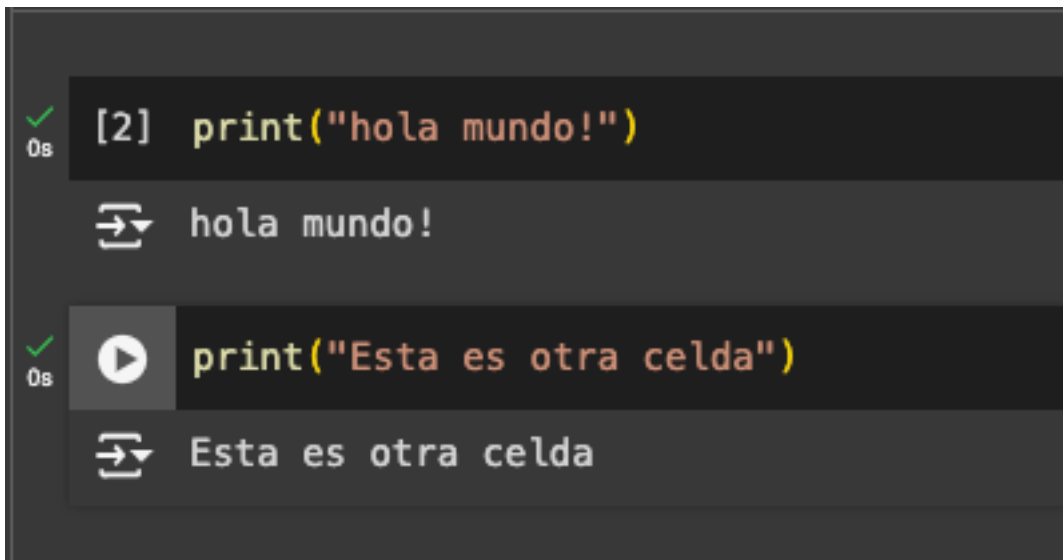 [2] print("hola mundo!")
0s
hola mundo!
print("Esta es otra celda")
0s
Esta es otra celda